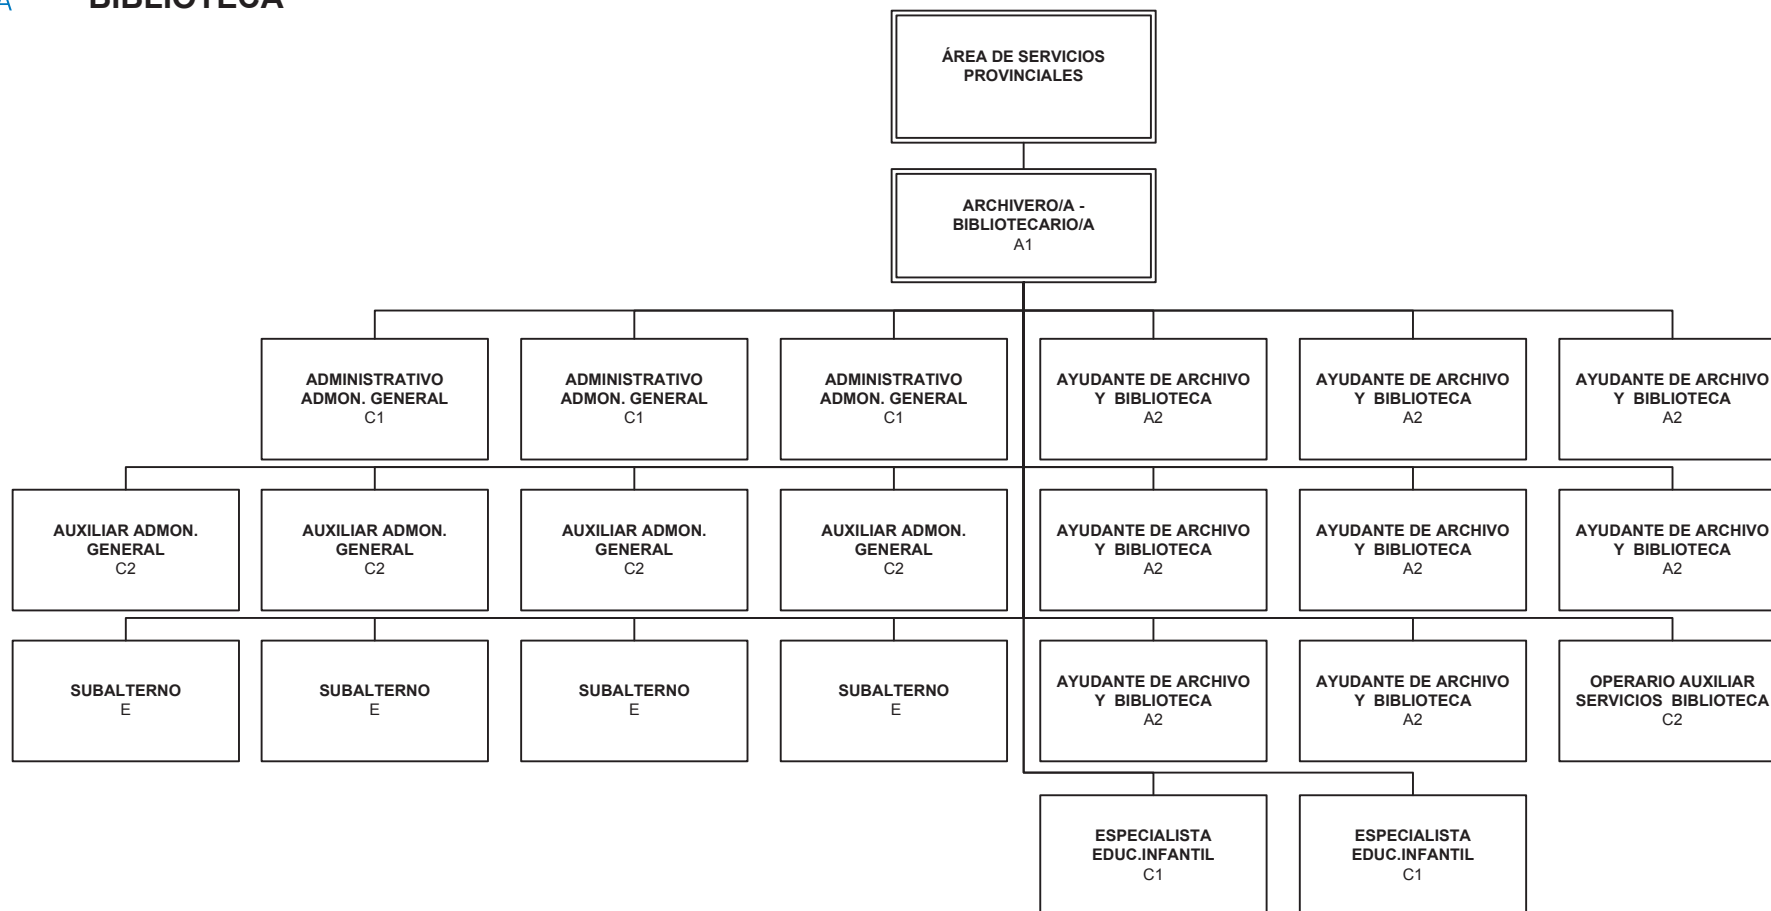 A
BIBLIOTECA
ÁREA DE SERVICIOS
PROVINCIALES
ARCHIVERO/A -
BIBLIOTECARIO/A
A1
ADMINISTRATIVO
ADMON. GENERAL
C1
ADMINISTRATIVO
ADMON. GENERAL
C1
ADMINISTRATIVO
ADMON. GENERAL
C1
AYUDANTE DE ARCHIVO
Y BIBLIOTECA
A2
AYUDANTE DE ARCHIVO
Y BIBLIOTECA
A2
AYUDANTE DE ARCHIVO
Y BIBLIOTECA
A2
AUXILIAR ADMON.
GENERAL
C2
AUXILIAR ADMON.
GENERAL
C2
AUXILIAR ADMON.
GENERAL
C2
AUXILIAR ADMON.
GENERAL
C2
AYUDANTE DE ARCHIVO
Y BIBLIOTECA
A2
AYUDANTE DE ARCHIVO
Y BIBLIOTECA
A2
AYUDANTE DE ARCHIVO
Y BIBLIOTECA
A2
SUBALTERNO
E
SUBALTERNO
E
SUBALTERNO
E
SUBALTERNO
E
AYUDANTE DE ARCHIVO
Y BIBLIOTECA
A2
AYUDANTE DE ARCHIVO
Y BIBLIOTECA
A2
OPERARIO AUXILIAR
SERVICIOS BIBLIOTECA
C2
ESPECIALISTA
EDUC.INFANTIL
C1
ESPECIALISTA
EDUC.INFANTIL
C1